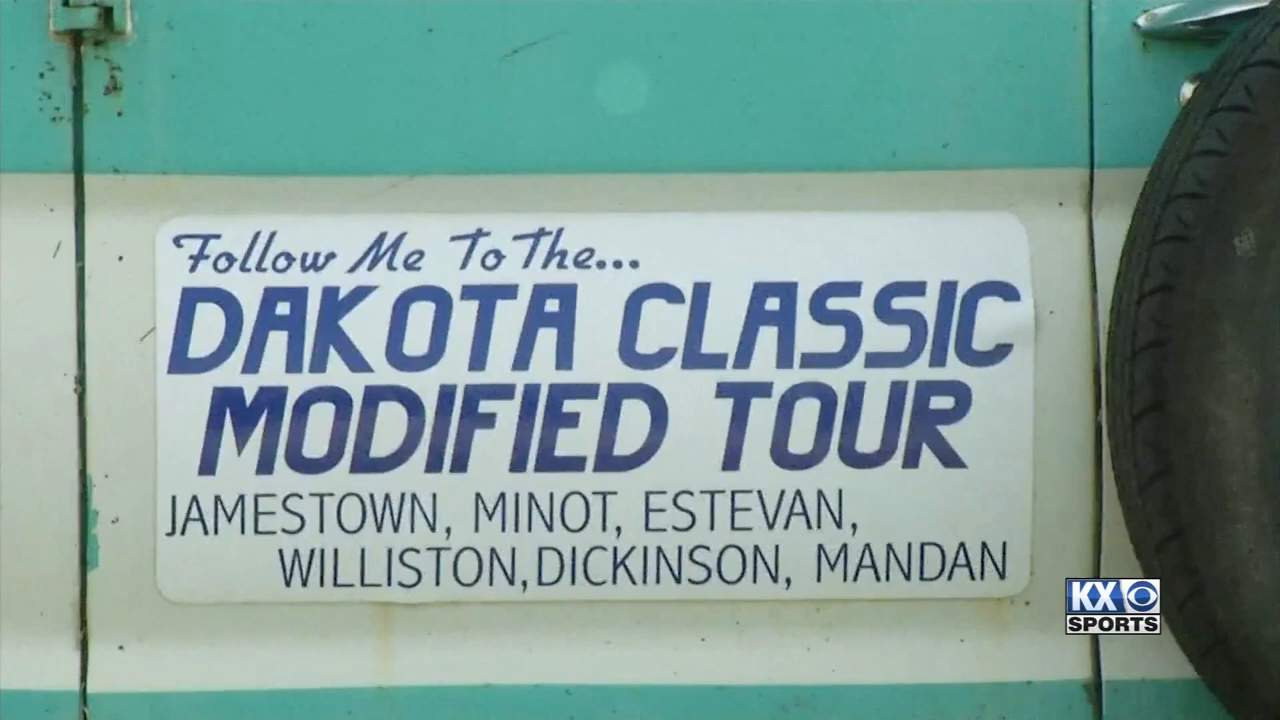 Follow Me To The...
DAKOTA CLASSIC
MODIFIED TOUR
JAMESTOWN, MINOT, ESTEVAN,
WILLISTON, DICKINSON, MANDAN
KX
SPORTS